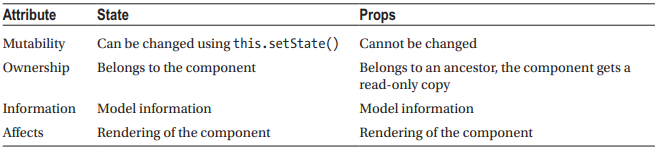 Attribute State Props
Mutability Can be changed using this.setState() Cannot be changed
Ownership Belongs to the component Belongs to an ancestor, the component gets a
read-only copy
Information Model information Model information
Affects Rendering of the component Rendering of the component